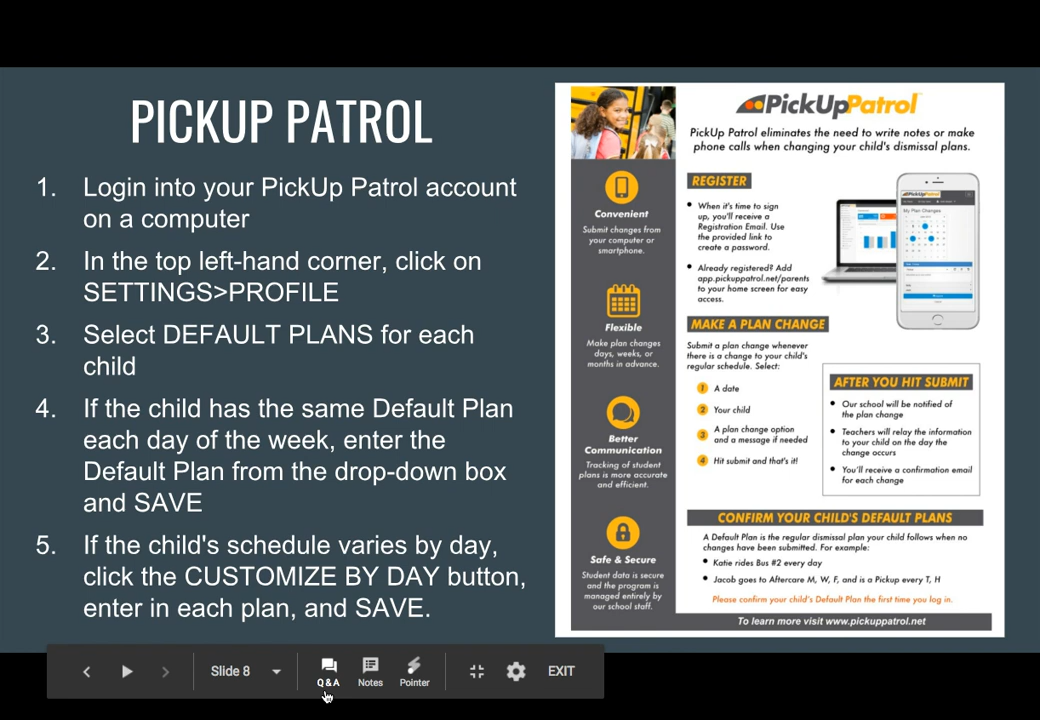 PICKUP PATROL
1. Login into your PickUp Patrol account
on a computer
2. In the top left-hand corner, click on
SETTINGS>PROFILE
3. Select DEFAULT PLANS for each
child
4. If the child has the same Default Plan
each day of the week, enter the
Default Plan from the drop-down box
and SAVE
5. If the child's schedule varies by day,
click the CUSTOMIZE BY DAY button,
enter in each plan, and SAVE.
PickUpPatrol
PickUp Patrol eliminates the need to write notes or make
phone calls when changing your child's dismissal plans.
Convenient
Submit changes from
your computer or
smartphone.
Flexible
Make plan changes
days, weeks, or
months in advance.
Better
Communication
Tracking of student
plans is more accurate
and efficient.
Safe & Secure
Student data is secure
and the program is
managed entirely by
our school staff.
REGISTER
• When it's time to sign
up, you'll receive a
Registration Email. Use
the provided link to
create a password.
• Already registered? Add
app.pickuppatrol.net/parents
to your home screen for easy
access.
PickUpPatrol
My Plan Changes
MAKE A PLAN CHANGE
Submit a plan change whenever
there is a change to your child's
regular schedule. Select:
1 A date
2 Your child
3 A plan change option
and a message if needed
4 Hit submit and that's it!
AFTER YOU HIT SUBMIT
• Our school will be notified of
the plan change
• Teachers will relay the information
to your child on the day the
change occurs
• You'll receive a confirmation email
for each change
CONFIRM YOUR CHILD'S DEFAULT PLANS
A Default Plan is the regular dismissal plan your child follows when no
changes have been submitted. For example:
• Katie rides Bus #2 every day
• Jacob goes to Aftercare M, W, F, and is a Pickup every T, H
Please confirm your child's Default Plan the first time you log in.
To learn more visit www.pickuppatrol.net
Slide 8
Q&A
Notes
Pointer
EXIT